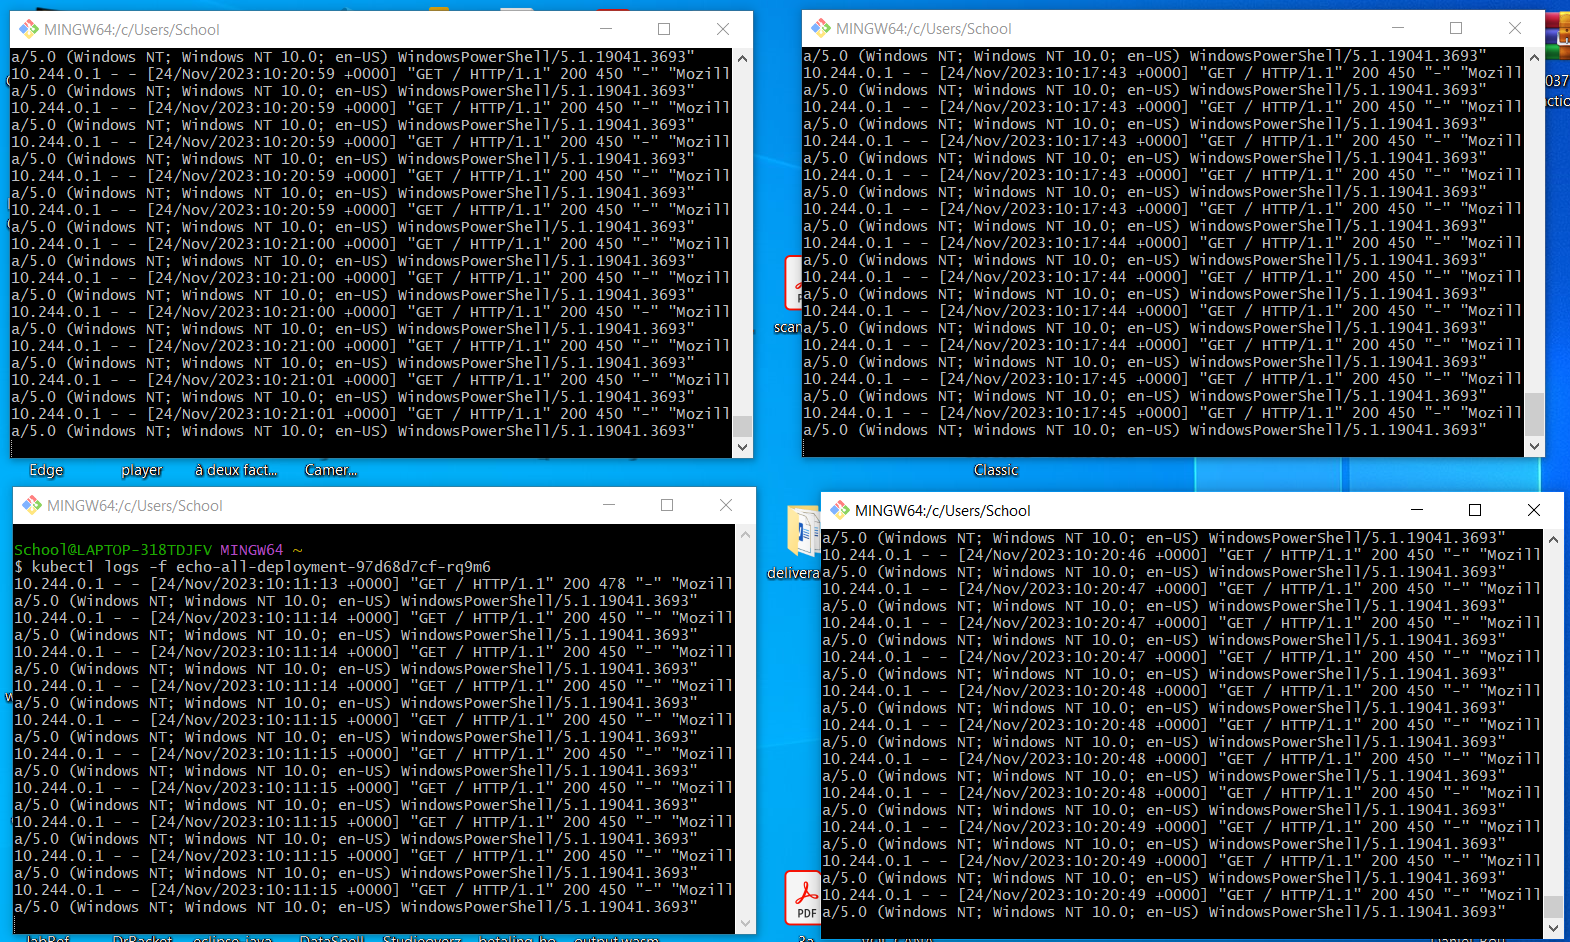 MINGW64:/c/Users/School
a/5.0 (Windows NT; Windows NT 10.0; en-US) WindowsPowerShell/5.1.19041.3693"
10.244.0.1 - - [24/Nov/2023:10:20:59 +0000] "GET / HTTP/1.1" 200 450 "-" "Mozill
a/5.0 (Windows NT; Windows NT 10.0; en-US) WindowsPowerShell/5.1.19041.3693"
10.244.0.1 - - [24/Nov/2023:10:20:59 +0000] "GET / HTTP/1.1" 200 450 "-" "Mozill
a/5.0 (Windows NT; Windows NT 10.0; en-US) WindowsPowerShell/5.1.19041.3693"
10.244.0.1 - - [24/Nov/2023:10:20:59 +0000] "GET / HTTP/1.1" 200 450 "-" "Mozill
a/5.0 (Windows NT; Windows NT 10.0; en-US) WindowsPowerShell/5.1.19041.3693"
10.244.0.1 - - [24/Nov/2023:10:20:59 +0000] "GET / HTTP/1.1" 200 450 "-" "Mozill
a/5.0 (Windows NT; Windows NT 10.0; en-US) WindowsPowerShell/5.1.19041.3693"
10.244.0.1 - - [24/Nov/2023:10:20:59 +0000] "GET / HTTP/1.1" 200 450 "-" "Mozill
a/5.0 (Windows NT; Windows NT 10.0; en-US) WindowsPowerShell/5.1.19041.3693"
10.244.0.1 - - [24/Nov/2023:10:21:00 +0000] "GET / HTTP/1.1" 200 450 "-" "Mozill
a/5.0 (Windows NT; Windows NT 10.0; en-US) WindowsPowerShell/5.1.19041.3693"
10.244.0.1 - - [24/Nov/2023:10:21:00 +0000] "GET / HTTP/1.1" 200 450 "-" "Mozill
a/5.0 (Windows NT; Windows NT 10.0; en-US) WindowsPowerShell/5.1.19041.3693"
10.244.0.1 - - [24/Nov/2023:10:21:00 +0000] "GET / HTTP/1.1" 200 450 "-" "Mozill
a/5.0 (Windows NT; Windows NT 10.0; en-US) WindowsPowerShell/5.1.19041.3693"
10.244.0.1 - - [24/Nov/2023:10:21:00 +0000] "GET / HTTP/1.1" 200 450 "-" "Mozill
a/5.0 (Windows NT; Windows NT 10.0; en-US) WindowsPowerShell/5.1.19041.3693"
10.244.0.1 - - [24/Nov/2023:10:21:01 +0000] "GET / HTTP/1.1" 200 450 "-" "Mozill
a/5.0 (Windows NT; Windows NT 10.0; en-US) WindowsPowerShell/5.1.19041.3693"
10.244.0.1 - - [24/Nov/2023:10:21:01 +0000] "GET / HTTP/1.1" 200 450 "-" "Mozill
a/5.0 (Windows NT; Windows NT 10.0; en-US) WindowsPowerShell/5.1.19041.3693"
MINGW64:/c/Users/School
a/5.0 (Windows NT; Windows NT 10.0; en-US) WindowsPowerShell/5.1.19041.3693"
10.244.0.1 - - [24/Nov/2023:10:17:43 +0000] "GET / HTTP/1.1" 200 450 "-" "Mozill
a/5.0 (Windows NT; Windows NT 10.0; en-US) WindowsPowerShell/5.1.19041.3693"
10.244.0.1 - - [24/Nov/2023:10:17:43 +0000] "GET / HTTP/1.1" 200 450 "-" "Mozill
a/5.0 (Windows NT; Windows NT 10.0; en-US) WindowsPowerShell/5.1.19041.3693"
10.244.0.1 - - [24/Nov/2023:10:17:43 +0000] "GET / HTTP/1.1" 200 450 "-" "Mozill
a/5.0 (Windows NT; Windows NT 10.0; en-US) WindowsPowerShell/5.1.19041.3693"
10.244.0.1 - - [24/Nov/2023:10:17:43 +0000] "GET / HTTP/1.1" 200 450 "-" "Mozill
a/5.0 (Windows NT; Windows NT 10.0; en-US) WindowsPowerShell/5.1.19041.3693"
10.244.0.1 - - [24/Nov/2023:10:17:43 +0000] "GET / HTTP/1.1" 200 450 "-" "Mozill
a/5.0 (Windows NT; Windows NT 10.0; en-US) WindowsPowerShell/5.1.19041.3693"
10.244.0.1 - - [24/Nov/2023:10:17:44 +0000] "GET / HTTP/1.1" 200 450 "-" "Mozill
a/5.0 (Windows NT; Windows NT 10.0; en-US) WindowsPowerShell/5.1.19041.3693"
10.244.0.1 - - [24/Nov/2023:10:17:44 +0000] "GET / HTTP/1.1" 200 450 "-" "Mozill
a/5.0 (Windows NT; Windows NT 10.0; en-US) WindowsPowerShell/5.1.19041.3693"
10.244.0.1 - - [24/Nov/2023:10:17:44 +0000] "GET / HTTP/1.1" 200 450 "-" "Mozill
a/5.0 (Windows NT; Windows NT 10.0; en-US) WindowsPowerShell/5.1.19041.3693"
10.244.0.1 - - [24/Nov/2023:10:17:44 +0000] "GET / HTTP/1.1" 200 450 "-" "Mozill
a/5.0 (Windows NT; Windows NT 10.0; en-US) WindowsPowerShell/5.1.19041.3693"
10.244.0.1 - - [24/Nov/2023:10:17:45 +0000] "GET / HTTP/1.1" 200 450 "-" "Mozill
a/5.0 (Windows NT; Windows NT 10.0; en-US) WindowsPowerShell/5.1.19041.3693"
10.244.0.1 - - [24/Nov/2023:10:17:45 +0000] "GET / HTTP/1.1" 200 450 "-" "Mozill
a/5.0 (Windows NT; Windows NT 10.0; en-US) WindowsPowerShell/5.1.19041.3693"
037
Edge
player
à deux fact...
Camer...
Classic
MINGW64:/c/Users/School
School@LAPTOP-318TDJFV MINGW64 ~
$ kubectl logs -f echo-all-deployment-97d68d7cf-rq9m6
10.244.0.1 - - [24/Nov/2023:10:11:13 +0000] "GET / HTTP/1.1" 200 478 "-" "Mozill
a/5.0 (Windows NT; Windows NT 10.0; en-US) WindowsPowerShell/5.1.19041.3693"
10.244.0.1 - - [24/Nov/2023:10:11:14 +0000] "GET / HTTP/1.1" 200 450 "-" "Mozill
a/5.0 (Windows NT; Windows NT 10.0; en-US) WindowsPowerShell/5.1.19041.3693"
10.244.0.1 - - [24/Nov/2023:10:11:14 +0000] "GET / HTTP/1.1" 200 450 "-" "Mozill
a/5.0 (Windows NT; Windows NT 10.0; en-US) WindowsPowerShell/5.1.19041.3693"
10.244.0.1 - - [24/Nov/2023:10:11:14 +0000] "GET / HTTP/1.1" 200 450 "-" "Mozill
a/5.0 (Windows NT; Windows NT 10.0; en-US) WindowsPowerShell/5.1.19041.3693"
10.244.0.1 - - [24/Nov/2023:10:11:15 +0000] "GET / HTTP/1.1" 200 450 "-" "Mozill
a/5.0 (Windows NT; Windows NT 10.0; en-US) WindowsPowerShell/5.1.19041.3693"
10.244.0.1 - - [24/Nov/2023:10:11:15 +0000] "GET / HTTP/1.1" 200 450 "-" "Mozill
a/5.0 (Windows NT; Windows NT 10.0; en-US) WindowsPowerShell/5.1.19041.3693"
10.244.0.1 - - [24/Nov/2023:10:11:15 +0000] "GET / HTTP/1.1" 200 450 "-" "Mozill
a/5.0 (Windows NT; Windows NT 10.0; en-US) WindowsPowerShell/5.1.19041.3693"
10.244.0.1 - - [24/Nov/2023:10:11:15 +0000] "GET / HTTP/1.1" 200 450 "-" "Mozill
a/5.0 (Windows NT; Windows NT 10.0; en-US) WindowsPowerShell/5.1.19041.3693"
10.244.0.1 - - [24/Nov/2023:10:11:15 +0000] "GET / HTTP/1.1" 200 450 "-" "Mozill
a/5.0 (Windows NT; Windows NT 10.0; en-US) WindowsPowerShell/5.1.19041.3693"
10.244.0.1 - - [24/Nov/2023:10:11:15 +0000] "GET / HTTP/1.1" 200 450 "-" "Mozill
a/5.0 (Windows NT; Windows NT 10.0; en-US) WindowsPowerShell/5.1.19041.3693"
MINGW64:/c/Users/School
a/5.0 (Windows NT; Windows NT 10.0; en-US) WindowsPowerShell/5.1.19041.3693"
10.244.0.1 - - [24/Nov/2023:10:20:46 +0000] "GET / HTTP/1.1" 200 450 "-" "Mozill
a/5.0 (Windows NT; Windows NT 10.0; en-US) WindowsPowerShell/5.1.19041.3693"
10.244.0.1 - - [24/Nov/2023:10:20:47 +0000] "GET / HTTP/1.1" 200 450 "-" "Mozill
a/5.0 (Windows NT; Windows NT 10.0; en-US) WindowsPowerShell/5.1.19041.3693"
10.244.0.1 - - [24/Nov/2023:10:20:47 +0000] "GET / HTTP/1.1" 200 450 "-" "Mozill
a/5.0 (Windows NT; Windows NT 10.0; en-US) WindowsPowerShell/5.1.19041.3693"
10.244.0.1 - - [24/Nov/2023:10:20:47 +0000] "GET / HTTP/1.1" 200 450 "-" "Mozill
a/5.0 (Windows NT; Windows NT 10.0; en-US) WindowsPowerShell/5.1.19041.3693"
10.244.0.1 - - [24/Nov/2023:10:20:48 +0000] "GET / HTTP/1.1" 200 450 "-" "Mozill
a/5.0 (Windows NT; Windows NT 10.0; en-US) WindowsPowerShell/5.1.19041.3693"
10.244.0.1 - - [24/Nov/2023:10:20:48 +0000] "GET / HTTP/1.1" 200 450 "-" "Mozill
a/5.0 (Windows NT; Windows NT 10.0; en-US) WindowsPowerShell/5.1.19041.3693"
10.244.0.1 - - [24/Nov/2023:10:20:48 +0000] "GET / HTTP/1.1" 200 450 "-" "Mozill
a/5.0 (Windows NT; Windows NT 10.0; en-US) WindowsPowerShell/5.1.19041.3693"
10.244.0.1 - - [24/Nov/2023:10:20:48 +0000] "GET / HTTP/1.1" 200 450 "-" "Mozill
a/5.0 (Windows NT; Windows NT 10.0; en-US) WindowsPowerShell/5.1.19041.3693"
10.244.0.1 - - [24/Nov/2023:10:20:49 +0000] "GET / HTTP/1.1" 200 450 "-" "Mozill
a/5.0 (Windows NT; Windows NT 10.0; en-US) WindowsPowerShell/5.1.19041.3693"
10.244.0.1 - - [24/Nov/2023:10:20:49 +0000] "GET / HTTP/1.1" 200 450 "-" "Mozill
a/5.0 (Windows NT; Windows NT 10.0; en-US) WindowsPowerShell/5.1.19041.3693"
10.244.0.1 - - [24/Nov/2023:10:20:49 +0000] "GET / HTTP/1.1" 200 450 "-" "Mozill
a/5.0 (Windows NT; Windows NT 10.0; en-US) WindowsPowerShell/5.1.19041.3693"
PDF